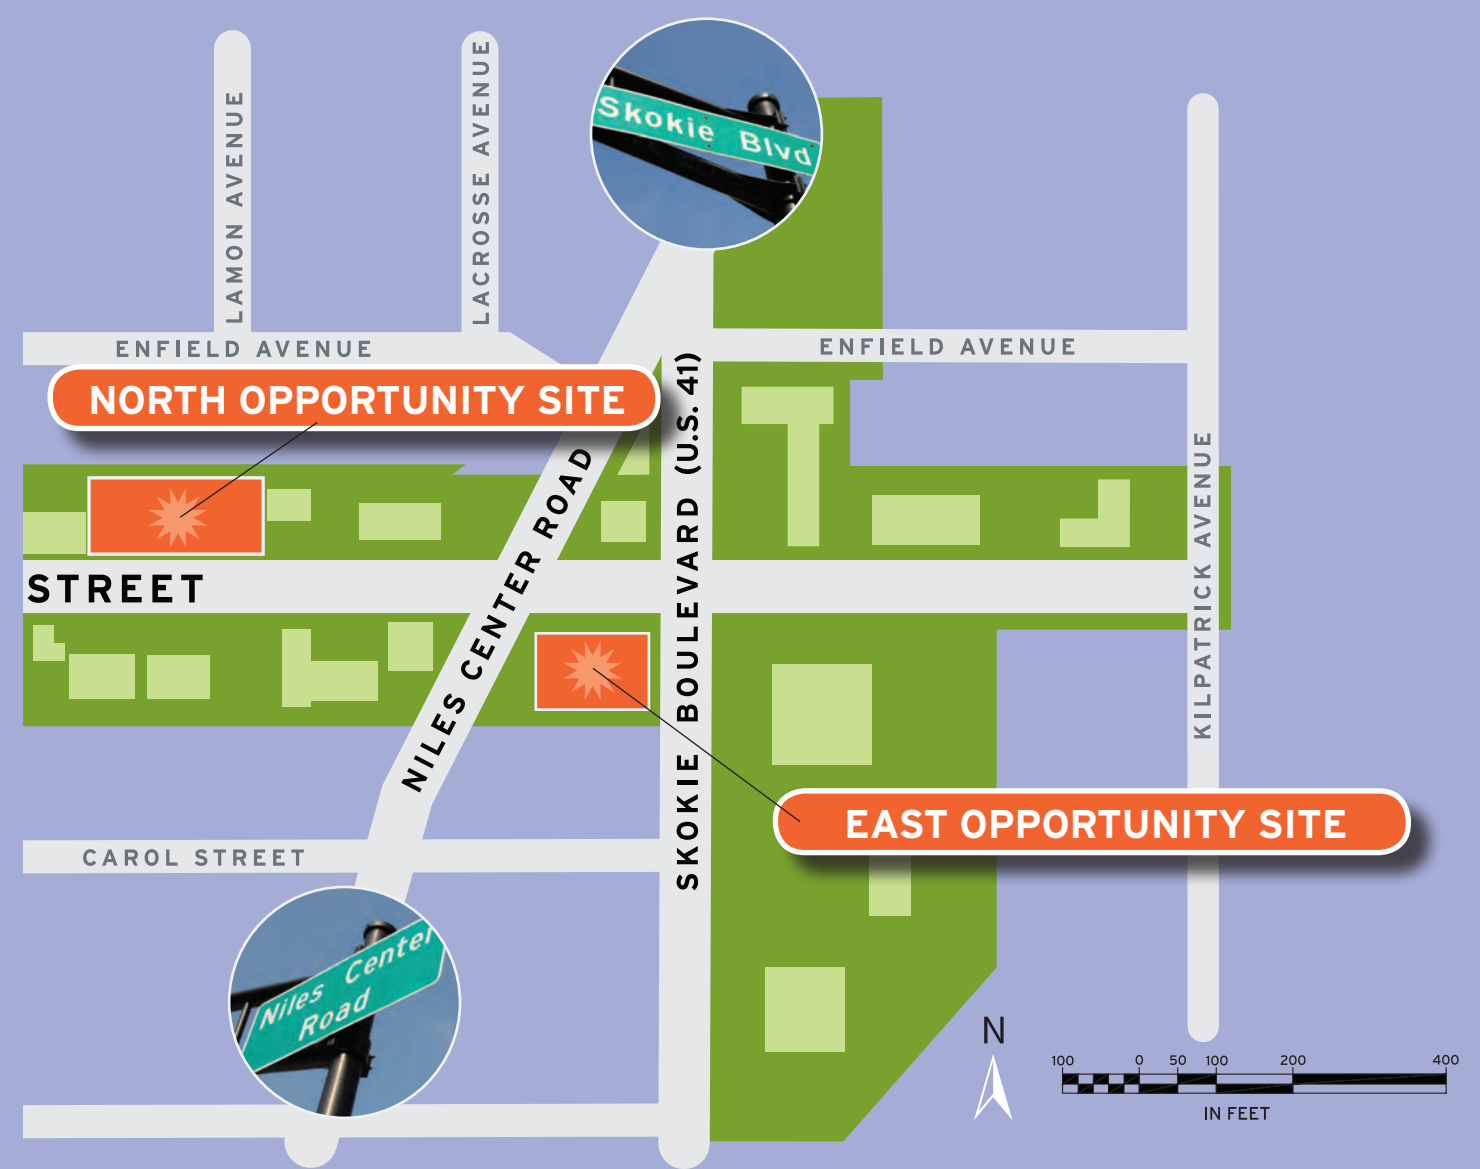 LAMON AVENUE
LACROSSE AVENUE
Skokie Blvd
ENFIELD AVENUE
ENFIELD AVENUE
NORTH OPPORTUNITY SITE
SKOKIE BOULEVARD (U.S. 41)
NILES CENTER ROAD
KILPATRICK AVENUE
STREET
EAST OPPORTUNITY SITE
CAROL STREET
Niles Center
Road
N
100 0 50 100 200 400
IN FEET